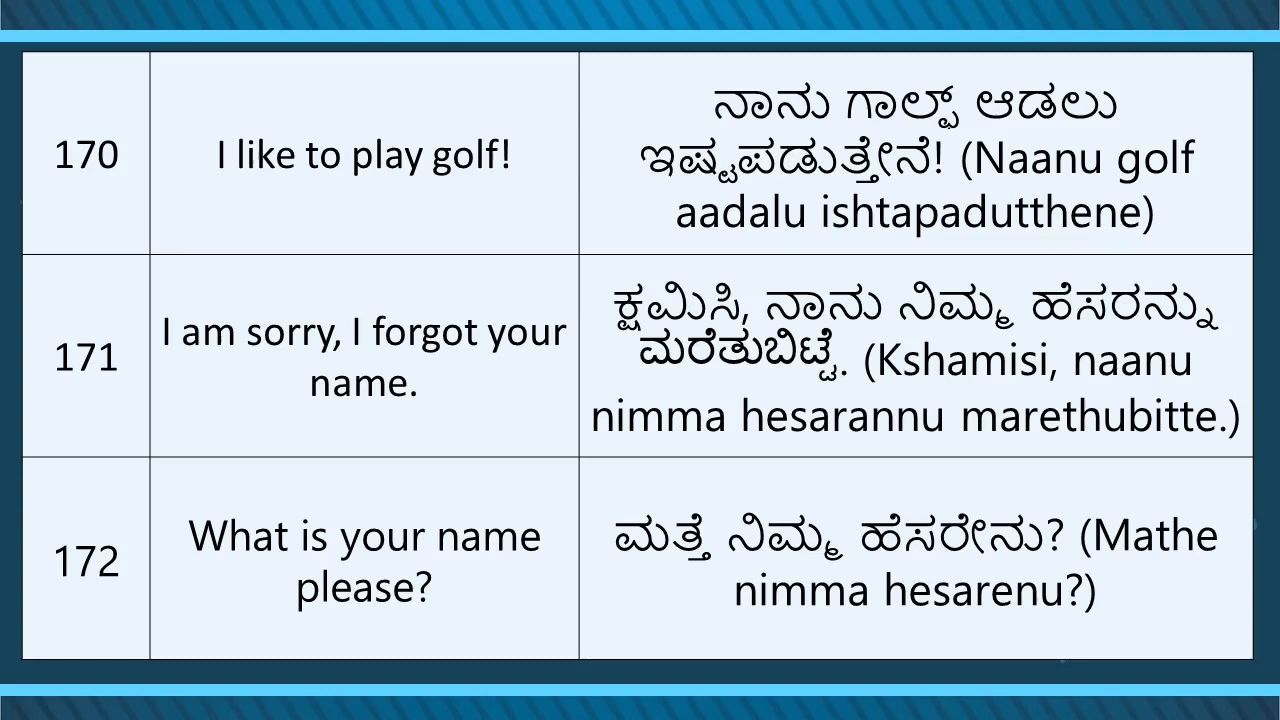 170
I like to play golf!
ನಾನು ಗಾಲ್ಫ್ ಆಡಲು
ಇಷ್ಟಪಡುತ್ತೇನೆ! (Naanu golf
aadalu ishtapadutthene)
171
I am sorry, I forgot your
name.
ಕ್ಷಮಿಸಿ, ನಾನು ನಿಮ್ಮ ಹೆಸರನ್ನು
ಮರೆತುಬಿಟ್ಟೆ. (Kshamisi, naanu
nimma hesarannu marethubitte.)
172
What is your name
please?
ಮತ್ತೆ ನಿಮ್ಮ ಹೆಸರೇನು? (Mathe
nimma hesarenu?)